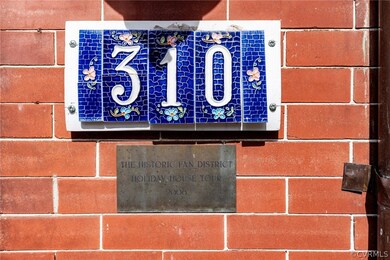 310
THE HISTORIC FAN DISTRICT
HOLIDAY HOUSE TOUR
©CVRMLS